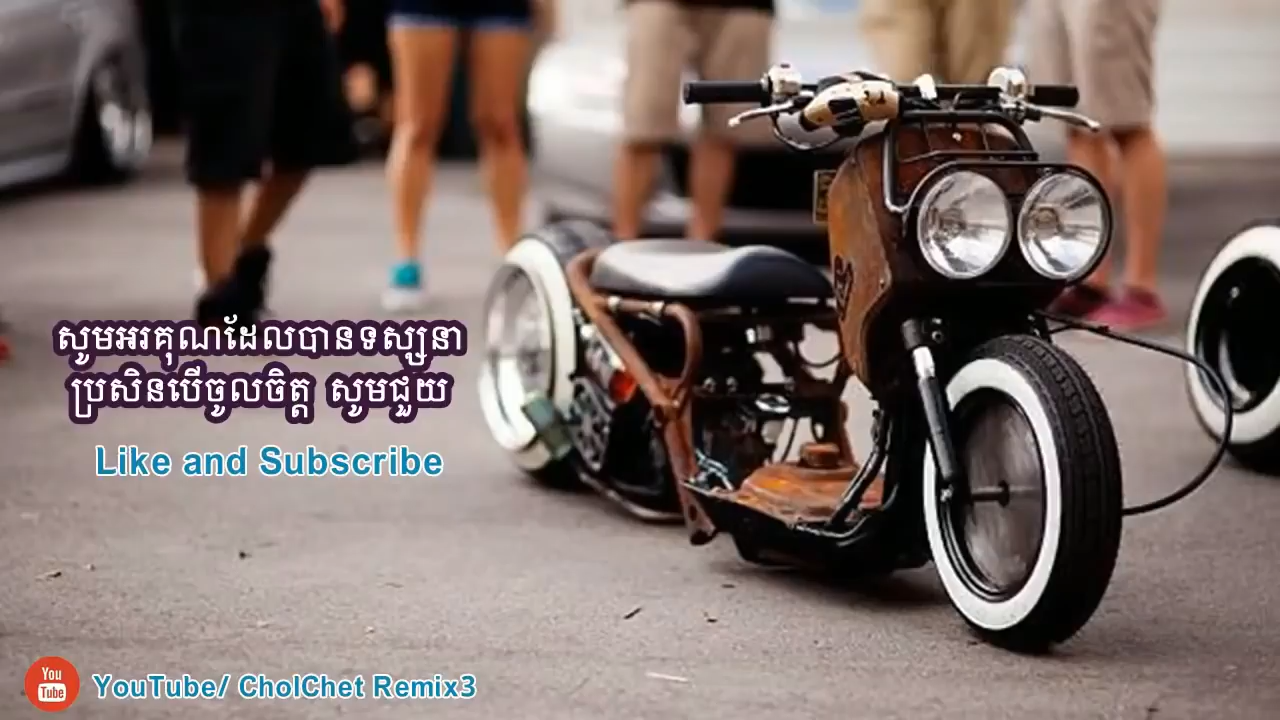 សូមអរគុណដែលបានទស្សនា
ប្រសិនបើចូលចិត្ត សូមជួយ
Like and Subscribe
You
Tube
YouTube/ CholChet Remix3